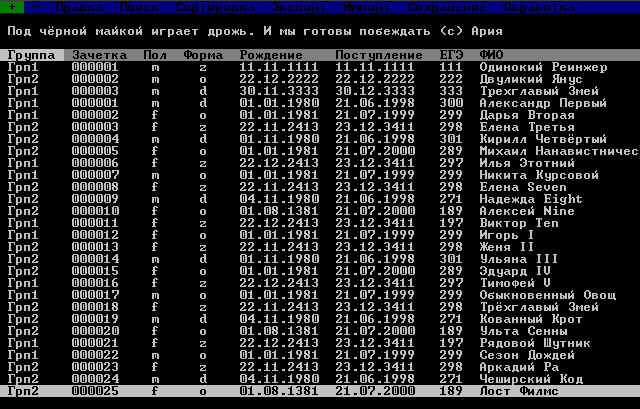 + - Правка Поиск Сортировка Экспорт Импорт Сохранение Обработка
Под чёрной майкой играет дрожь. И мы готовы побеждать (c) Ария
Группа Зачетка Пол Форма Рождение Поступление ЕГЭ ФИО
Грп1 000001 m z 11.11.1111 11.11.1111 111 Одинокий Реинжер
Грп2 000002 m o 22.12.2222 22.12.2222 222 Двуликий Янус
Грп2 000003 m d 30.11.3333 30.12.3333 333 Трехглавый Змей
Грп1 000001 m d 01.01.1980 21.06.1998 300 Александр Первый
Грп2 000002 f o 01.01.1981 21.07.1999 299 Дарья Вторая
Грп2 000003 f z 22.11.2413 23.12.3411 298 Елена Третья
Грп2 000004 m d 01.11.1980 21.06.1998 301 Кирилл Четвёртый
Грп2 000005 f o 01.01.1981 21.07.2000 289 Михаил Нанавистничес
Грп1 000006 f z 22.12.2413 23.12.3411 297 Илья Этотний
Грп1 000007 m o 01.01.1981 21.07.1999 299 Никита Курсовой
Грп2 000008 f z 22.11.2413 23.12.3411 298 Елена Seven
Грп2 000009 m d 04.11.1980 21.06.1998 271 Надежда Eight
Грп2 000010 f o 01.08.1381 21.07.2000 189 Алексей Nine
Грп1 000011 f z 22.12.2413 23.12.3411 197 Виктор Ten
Грп1 000012 f o 01.01.1981 21.07.1999 299 Игорь I
Грп2 000013 f z 22.11.2413 23.12.3411 298 Женя II
Грп2 000014 m d 01.11.1980 21.06.1998 301 Ульяна III
Грп2 000015 f o 01.01.1981 21.07.2000 289 Эдуард IV
Грп1 000016 f z 22.12.2413 23.12.3411 297 Тимофей V
Грп1 000017 m o 01.01.1981 21.07.1999 299 Обыкновенный Овощ
Грп2 000018 f z 22.11.2413 23.12.3411 298 Трёхглавый Змей
Грп2 000019 m d 04.11.1980 21.06.1998 271 Кованный Крот
Грп2 000020 f o 01.08.1381 21.07.2000 189 Ульта Сенны
Грп1 000021 f z 22.12.2413 23.12.3411 197 Рядовой Шутник
Грп1 000022 m o 01.01.1981 21.07.1999 299 Сезон Дождей
Грп2 000023 f z 22.11.2413 23.12.3411 298 Аркадий Ра
Грп2 000024 m d 04.11.1980 21.06.1998 271 Чеширский Код
Грп2 000025 f o 01.08.1381 21.07.2000 189 Лост Филмс